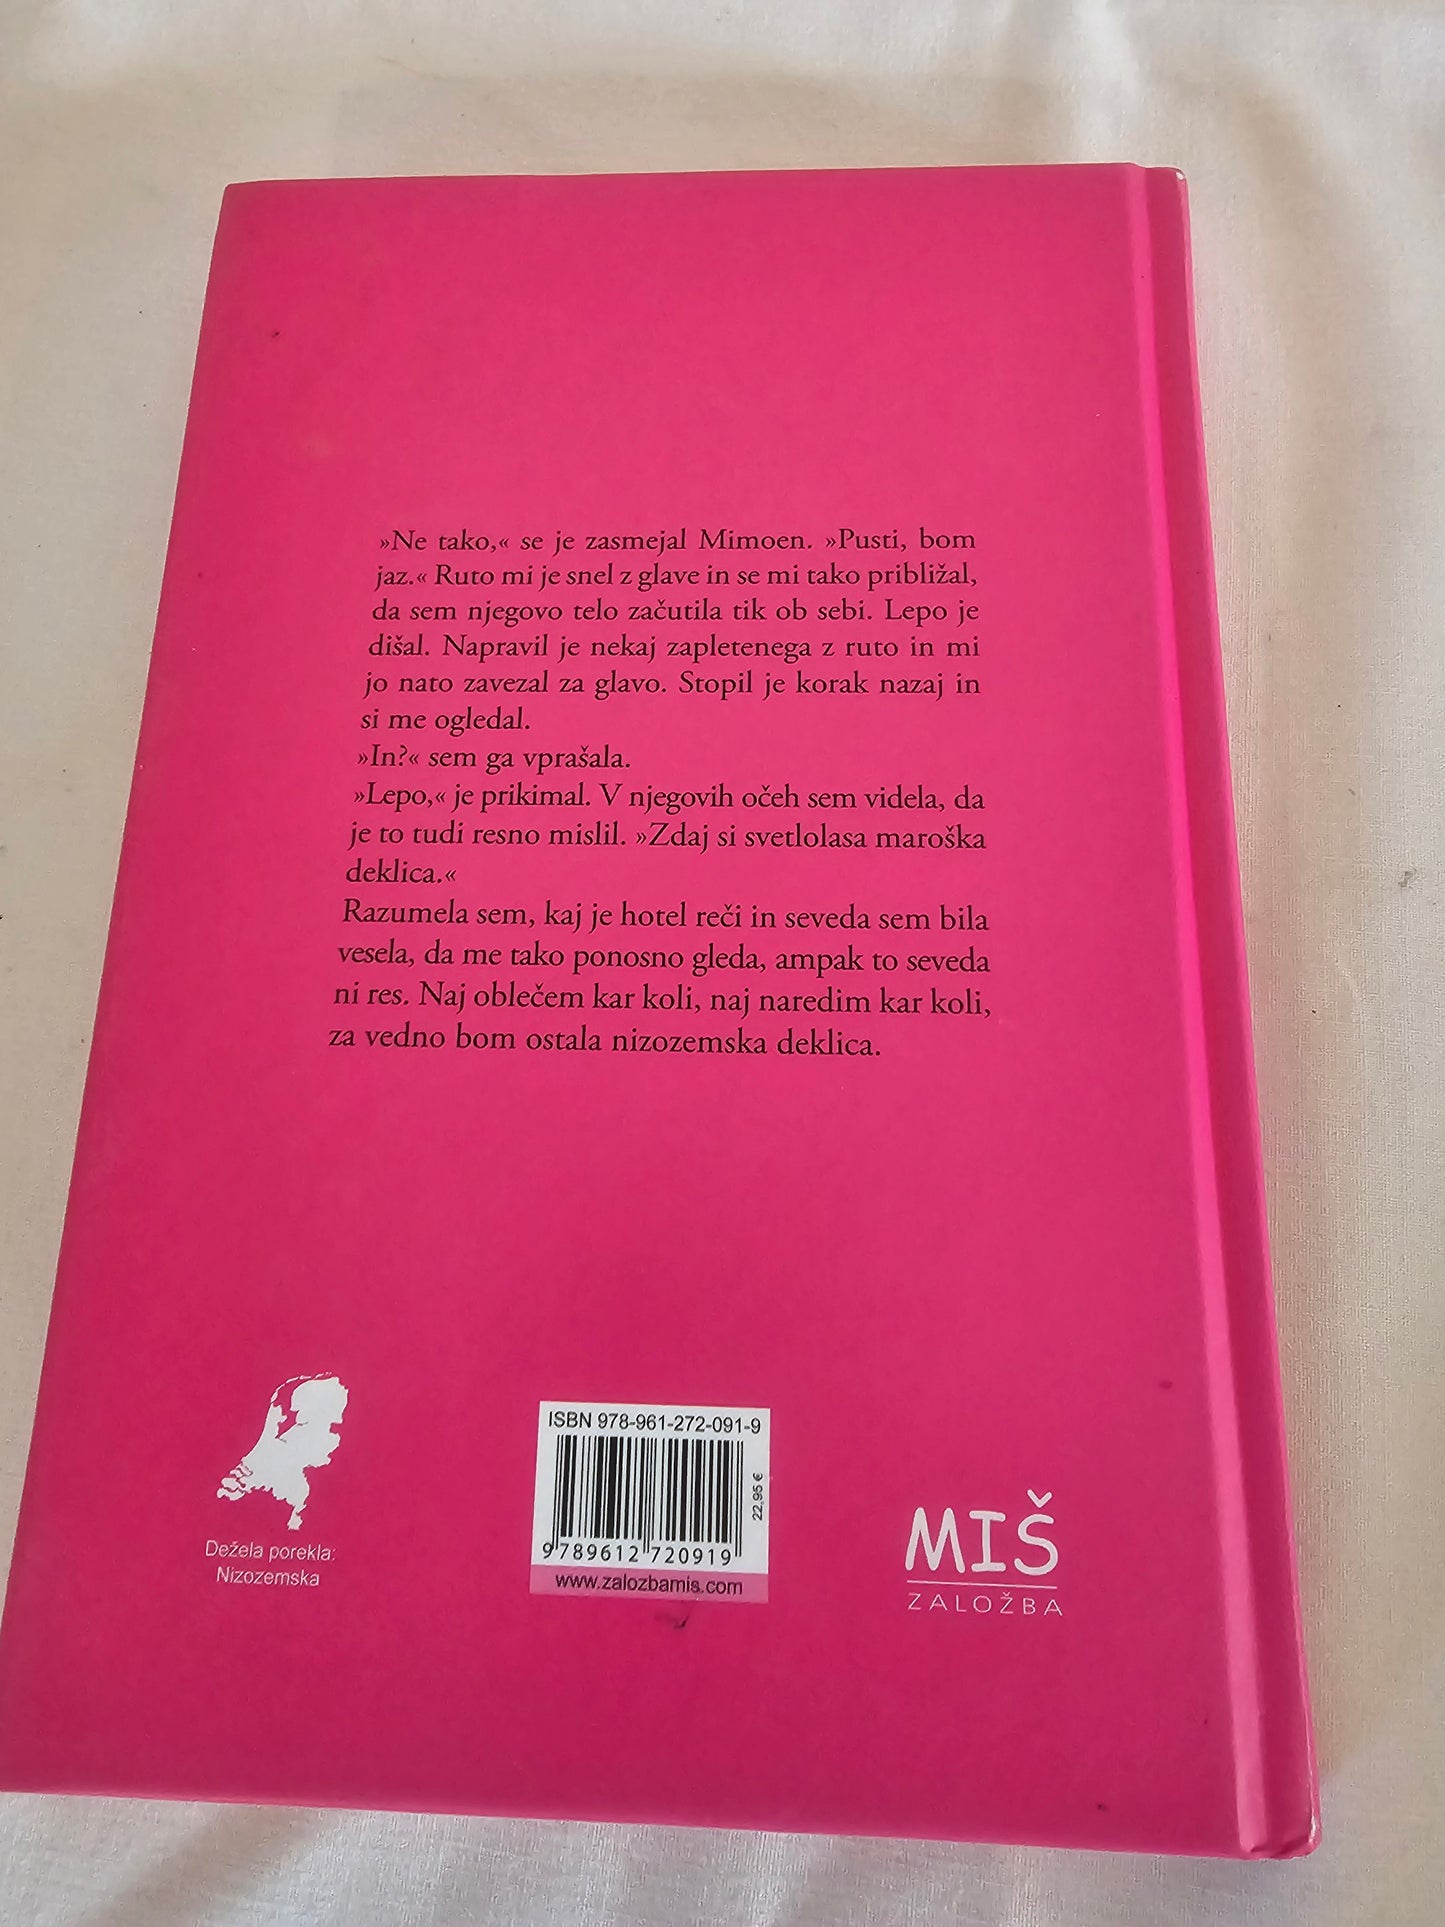 »Ne tako,« se je zasmejal Mimoen. »Pusti, bom
jaz.« Ruto mi je snel z glave in se mi tako približal,
da sem njegovo telo začutila tik ob sebi. Lepo je
dišal. Napravil je nekaj zapletenega z ruto in mi
jo nato zavezal za glavo. Stopil je korak nazaj in
si me ogledal.
»In?« sem ga vprašala.
»Lepo,« je prikimal. V njegovih očeh sem videla, da
je to tudi resno mislil. »Zdaj si svetlolasa maroška
deklica.«
Razumela sem, kaj je hotel reči in seveda sem bila
vesela, da me tako ponosno gleda, ampak to seveda
ni res. Naj oblečem kar koli, naj naredim kar koli,
za vedno bom ostala nizozemska deklica.
Dežela porekla:
Nizozemska
ISBN 978-961-272-091-9
22,95 €
9 789612 720919
www.zalozbamis.com
MIŠ
ZALOŽBA